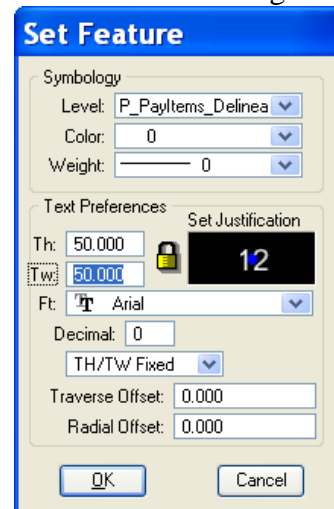 Set Feature
Symbology
Level: P_PayItems_Delinea
Color: 0
Weight: 0
Text Preferences
Set Justification
Th: 50.000
12
Tw: 50.000
Ft: Arial
Decimal: 0
TH/TW Fixed
Traverse Offset: 0.000
Radial Offset: 0.000
OK Cancel